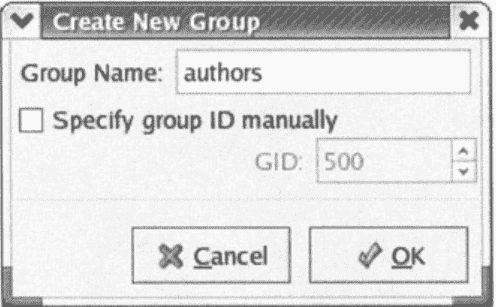 Create New Group
Group Name: authors
Specify group ID manually
GID: 500
Cancel OK